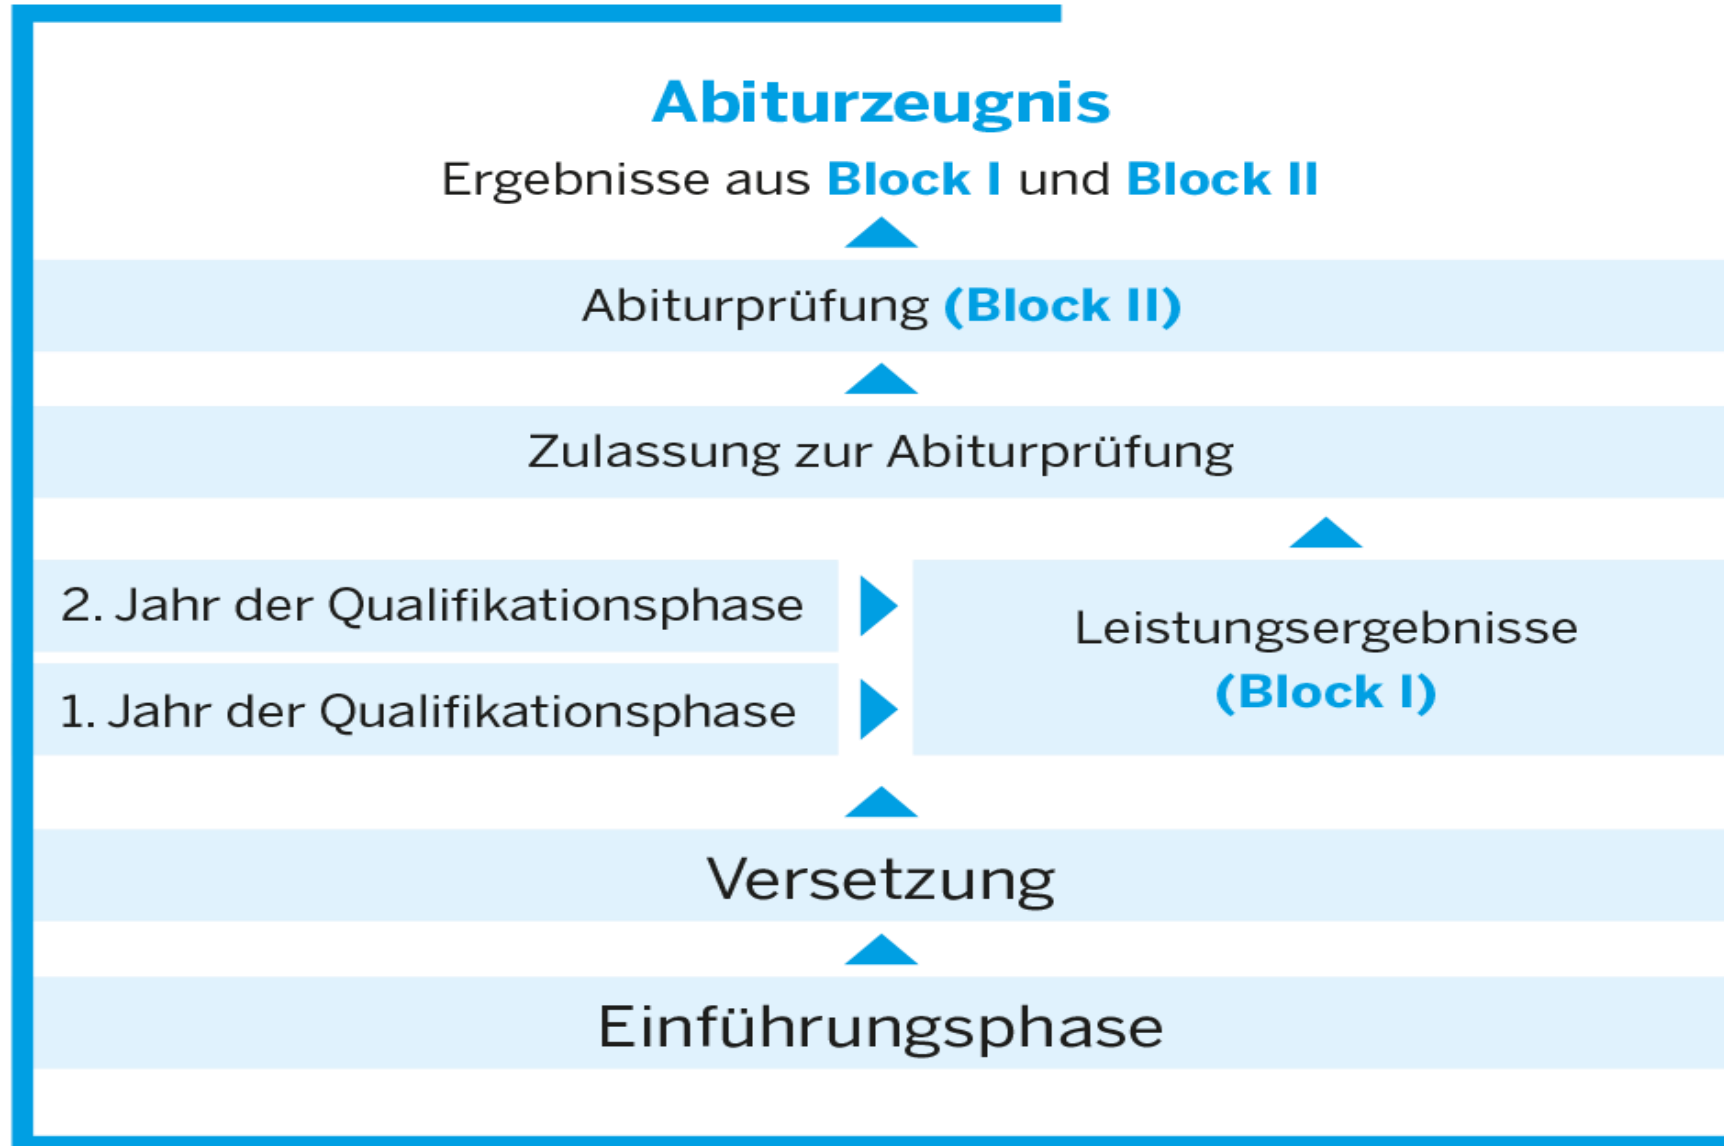 Abiturzeugnis
Ergebnisse aus Block I und Block II
Abiturprüfung (Block II)
Zulassung zur Abiturprüfung
2. Jahr der Qualifikationsphase
1. Jahr der Qualifikationsphase
Leistungsergebnisse
(Block I)
Versetzung
Einführungsphase